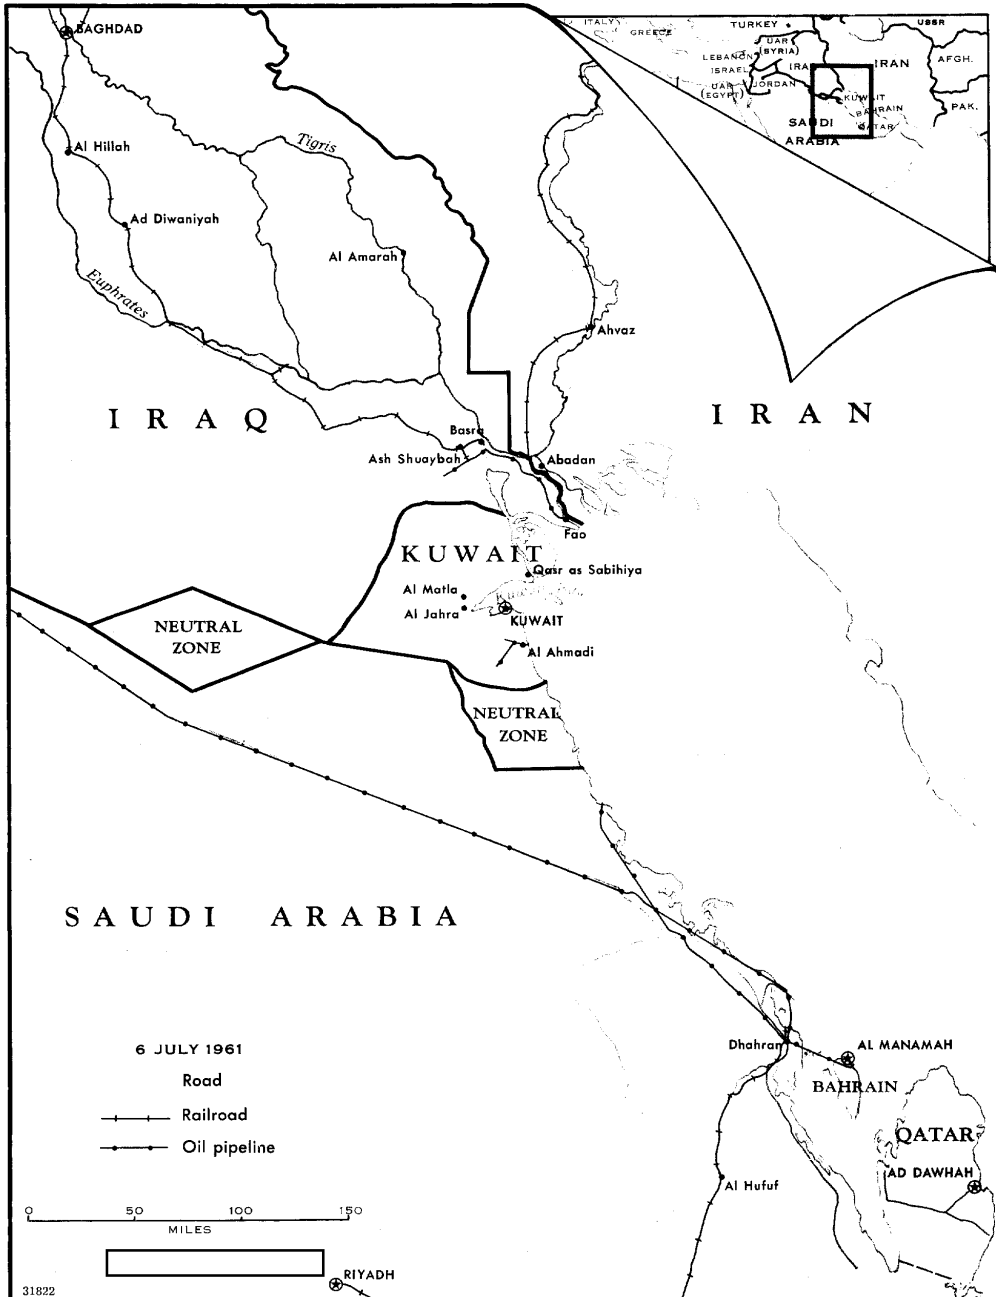 BAGHDAD
ITALY
GREECE
TURKEY
USSR
LEBANON
UAR
(SYRIA)
ISRAEL
IRAN
AFGH.
UAR
(EGYPT)
JORDAN
KUWAIT
BAHRAIN
QATAR
PAK.
SAUDI
ARABIA
Al Hillah
Tigris
Ad Diwaniyah
Al Amarah
Euphrates
Ahvaz
IRAQ
IRAN
Basra
Ash Shuaybah
Abadan
Fao
KUWAIT
Qasr as Sabihiya
Al Matla
Al Jahra
KUWAIT
NEUTRAL
ZONE
Al Ahmadi
NEUTRAL
ZONE
SAUDI ARABIA
6 JULY 1961
Road
Railroad
Oil pipeline
Dhahran
AL MANAMAH
BAHRAIN
QATAR
AD DAWHAH
Al Hufuf
0 50 100 150
MILES
RIYADH
31822